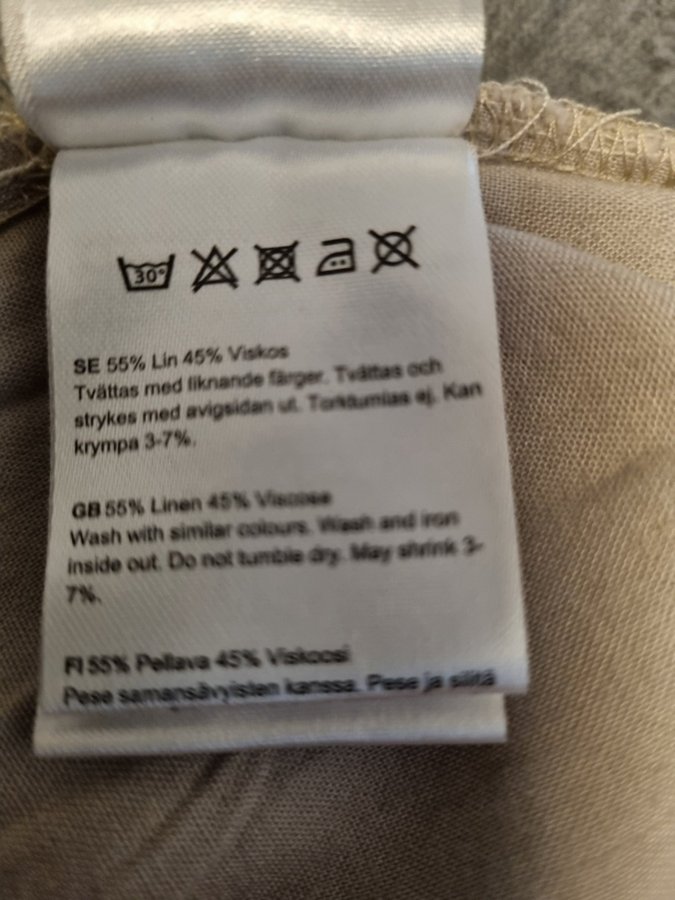 30°
SE 55% Lin 45% Viskos
Tvättas med liknande färger. Tvättas och
strykes med avigsidan ut. Torktumlas ej. Kan
krympa 3-7%.
GB 55% Linen 45% Viscose
Wash with similar colours. Wash and iron
inside out. Do not tumble dry. May shrink 3-
7%.
FI 55% Pellava 45% Viskoosi
Pese samansävyisten kanssa. Pese ja silitä